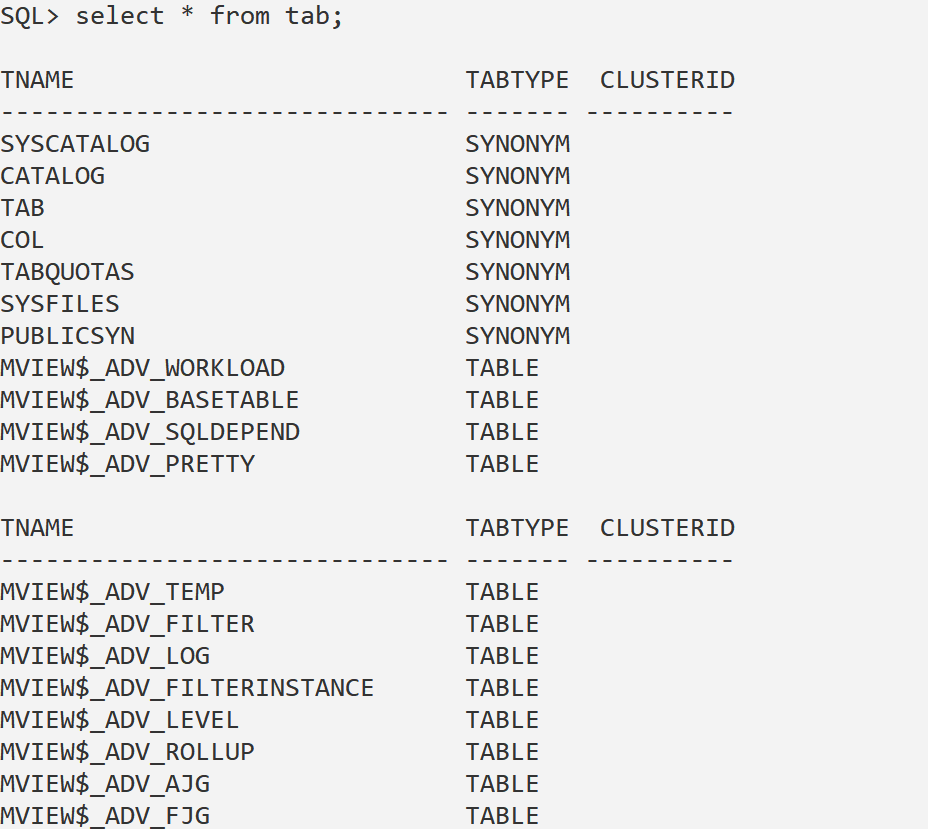 SQL> select * from tab;
TNAME                          TABTYPE  CLUSTERID
------------------------------ ------- ----------
SYSCATALOG                     SYNONYM
CATALOG                        SYNONYM
TAB                            SYNONYM
COL                            SYNONYM
TABQUOTAS                      SYNONYM
SYSFILES                       SYNONYM
PUBLICSYN                      SYNONYM
MVIEW$_ADV_WORKLOAD            TABLE
MVIEW$_ADV_BASETABLE           TABLE
MVIEW$_ADV_SQLDEPEND           TABLE
MVIEW$_ADV_PRETTY              TABLE
TNAME                          TABTYPE  CLUSTERID
------------------------------ ------- ----------
MVIEW$_ADV_TEMP                TABLE
MVIEW$_ADV_FILTER              TABLE
MVIEW$_ADV_LOG                 TABLE
MVIEW$_ADV_FILTERINSTANCE      TABLE
MVIEW$_ADV_LEVEL               TABLE
MVIEW$_ADV_ROLLUP              TABLE
MVIEW$_ADV_AJG                 TABLE
MVIEW$_ADV_FJG                 TABLE